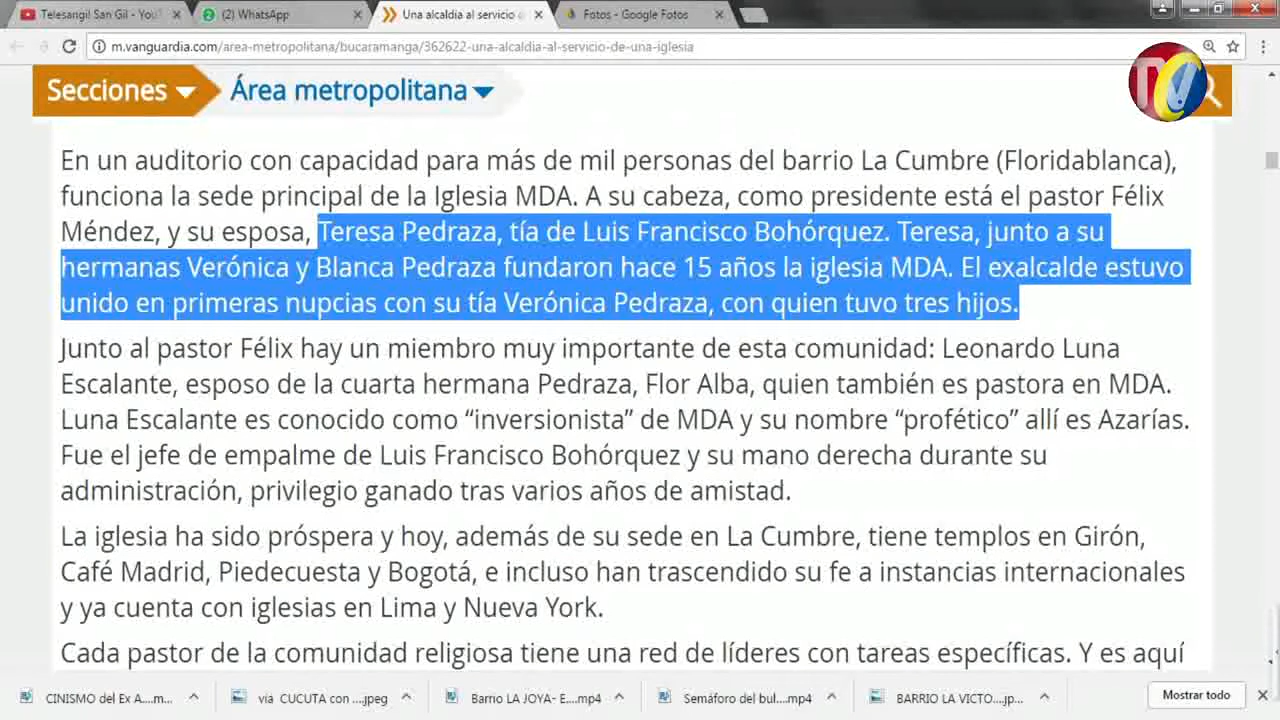 Telesangil San Gil - You
(2) WhatsApp
Una alcaldía al servicio
Fotos - Google Fotos
m.vanguardia.com/area-metropolitana/bucaramanga/362622-una-alcaldia-al-servicio-de-una-iglesia
Secciones
Área metropolitana
TVC
En un auditorio con capacidad para más de mil personas del barrio La Cumbre (Floridablanca),
funciona la sede principal de la Iglesia MDA. A su cabeza, como presidente está el pastor Félix
Méndez, y su esposa, Teresa Pedraza, tía de Luis Francisco Bohórquez. Teresa, junto a su
hermanas Verónica y Blanca Pedraza fundaron hace 15 años la iglesia MDA. El exalcalde estuvo
unido en primeras nupcias con su tía Verónica Pedraza, con quien tuvo tres hijos.
Junto al pastor Félix hay un miembro muy importante de esta comunidad: Leonardo Luna
Escalante, esposo de la cuarta hermana Pedraza, Flor Alba, quien también es pastora en MDA.
Luna Escalante es conocido como “inversionista” de MDA y su nombre “profético” allí es Azarías.
Fue el jefe de empalme de Luis Francisco Bohórquez y su mano derecha durante su
administración, privilegio ganado tras varios años de amistad.
La iglesia ha sido próspera y hoy, además de su sede en La Cumbre, tiene templos en Girón,
Café Madrid, Piedecuesta y Bogotá, e incluso han trascendido su fe a instancias internacionales
y ya cuenta con iglesias en Lima y Nueva York.
Cada pastor de la comunidad religiosa tiene una red de líderes con tareas específicas. Y es aquí
CINISMO del Ex A....m...
via CUCUTA con ....jpeg
Barrio LA JOYA- E....mp4
Semáforo del bul....mp4
BARRIO LA VICTO....jp...
Mostrar todo